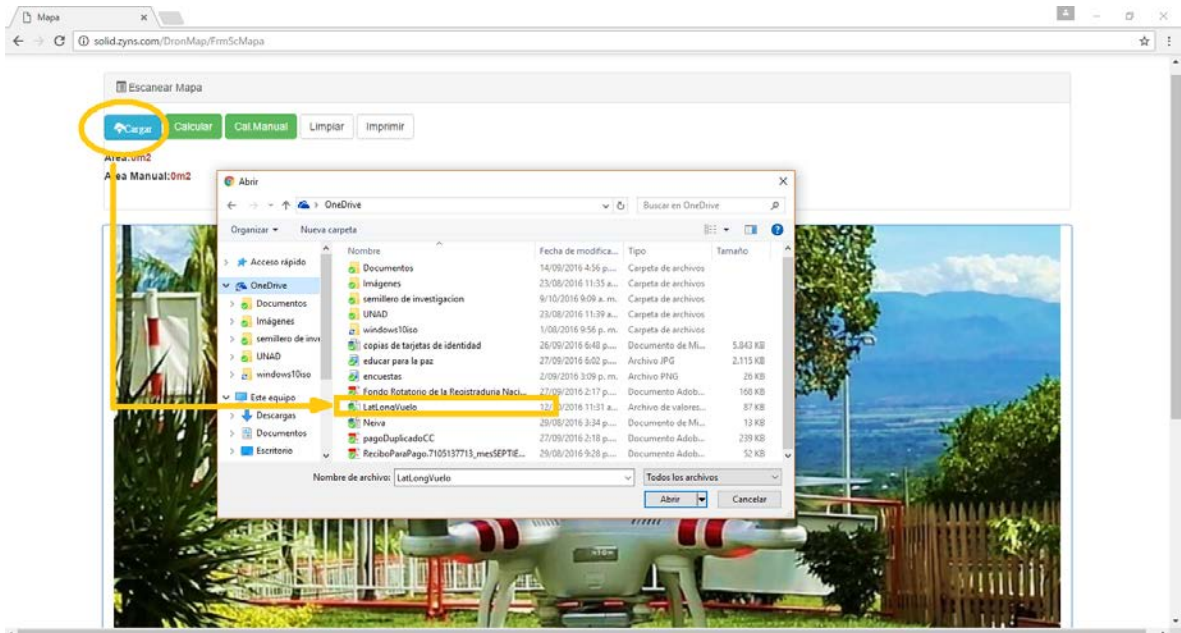 Mapa
solid.zyns.com/DronMap/FrmScMapa
Escanear Mapa
Cargar Calcular Cal.Manual Limpiar Imprimir
Area:0m2
Area Manual:0m2
Abrir
OneDrive Buscar en OneDrive
Organizar Nueva carpeta
Nombre Fecha de modifica... Tipo Tamaño
Acceso rápido
OneDrive
Documentos
Imágenes
semillero de inve
UNAD
windows10iso
Este equipo
Descargas
Documentos
Escritorio
Documentos 14/09/2016 4:56 p.... Carpeta de archivos
Imágenes 23/08/2016 11:35 a... Carpeta de archivos
semillero de investigacion 9/10/2016 9:09 a. m. Carpeta de archivos
UNAD 23/08/2016 11:39 a... Carpeta de archivos
windows10iso 1/08/2016 9:56 p. m. Carpeta de archivos
copias de tarjetas de identidad 26/09/2016 6:48 p.... Documento de Mi... 5.843 KB
educar para la paz 27/09/2016 6:02 p.... Archivo JPG 2.115 KB
encuestas 2/09/2016 3:09 p. m. Archivo PNG 26 KB
Fondo Rotatorio de la Registraduria Naci... 27/09/2016 2:17 p.... Documento Adob... 168 KB
LatLongVuelo 11:31 a... Archivo de valores... 87 KB
Neiva 29/08/2016 3:34 p.... Documento de Mi... 13 KB
pagoDuplicadoCC 27/09/2016 2:18 p.... Documento Adob... 239 KB
ReciboParaPago.7105137713_mesSEPTIE... 29/08/2016 9:28 p.... Documento Adob... 52 KB
Nombre de archivo: LatLongVuelo Todos los archivos
Abrir Cancelar